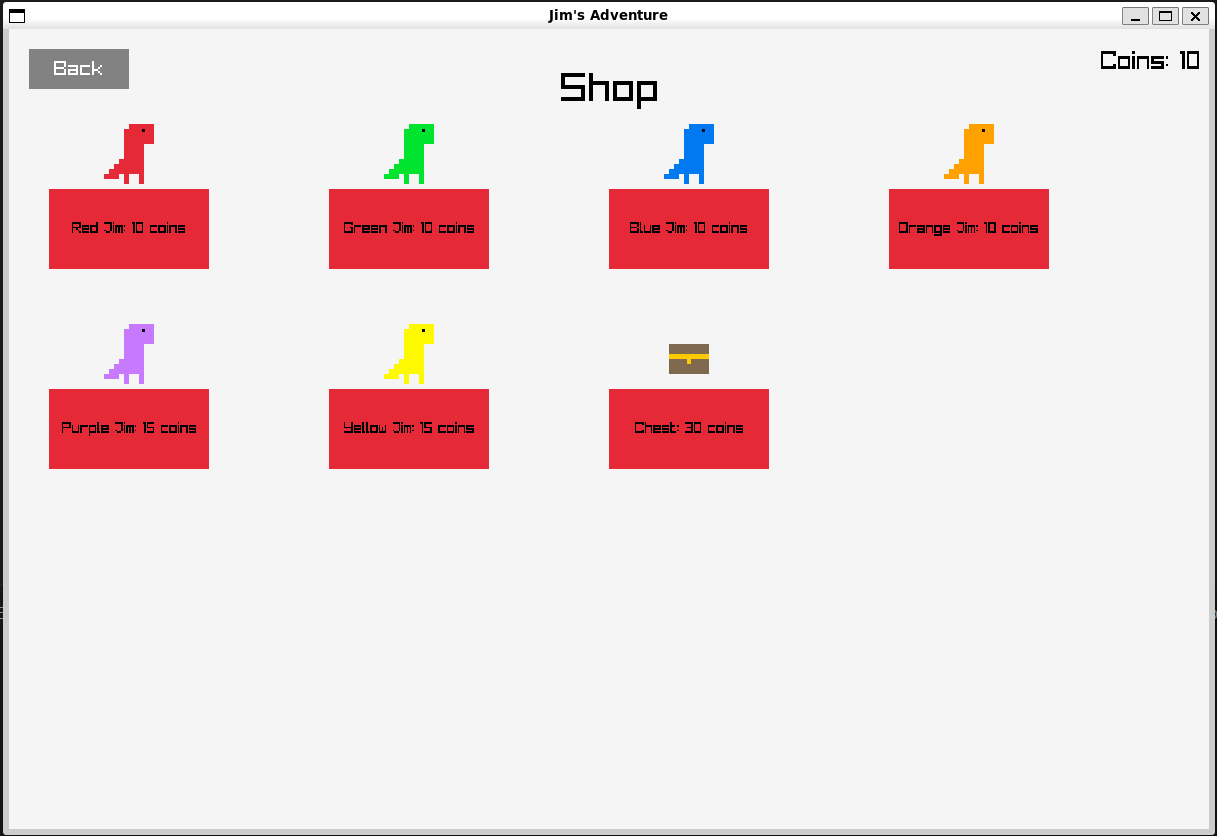 Jim's Adventure
Back
Coins: 10
Shop
Red Jim: 10 coins
Green Jim: 10 coins
Blue Jim: 10 coins
Orange Jim: 10 coins
Purple Jim: 15 coins
Yellow Jim: 15 coins
Chest: 30 coins